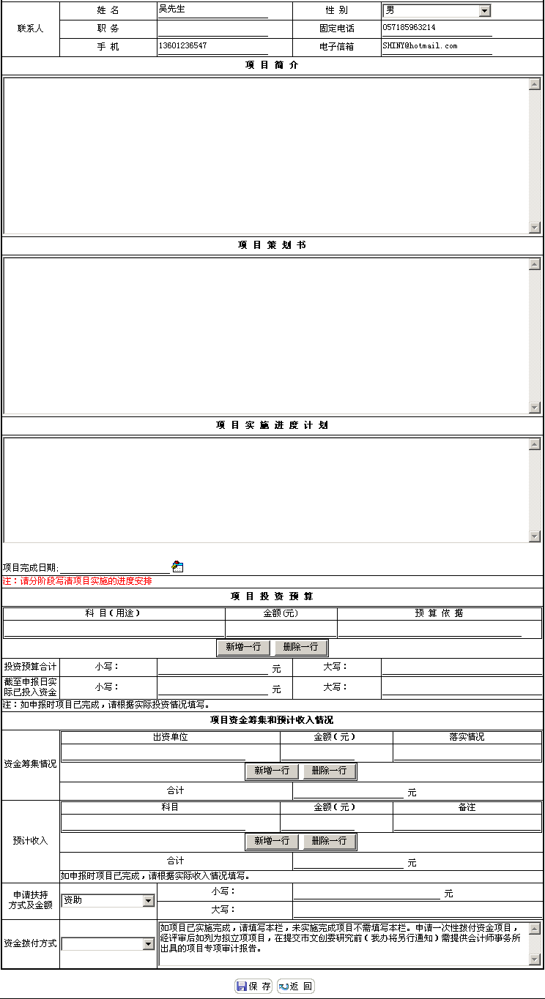 联系人 姓 名 吴先生 性 别 男
职 务 固定电话 057185963214
手 机 13601236547 电子信箱 SHINY@hotmail.com
项 目 简 介
项 目 策 划 书
项 目 实 施 进 度 计 划
项目完成日期:
注：请分阶段写清项目实施的进度安排
项 目 投 资 预 算
科 目（用途） 金额(元) 预 算 依 据
新增一行 删除一行
投资预算合计 小写： 元 大写：
截至申报日实
际已投入资金 小写： 元 大写：
注：如申报时项目已完成，请根据实际投资情况填写。
项目资金筹集和预计收入情况
资金筹集情况 出资单位 金额（元） 落实情况
新增一行 删除一行
合计 元
预计收入 科目 金额（元） 备注
新增一行 删除一行
合计 元
如申报时项目已完成，请根据实际收入情况填写。
申请扶持
方式及金额 资助 小写： 元
大写：
资金拨付方式 如项目已实施完成，请填写本栏，未实施完成项目不需填写本栏。申请一次性拨付资金项目，
经评审后如列为拟立项项目，在提交市文创委研究前（我办将另行通知）需提供会计师事务所
出具的项目专项审计报告。
保 存 返 回